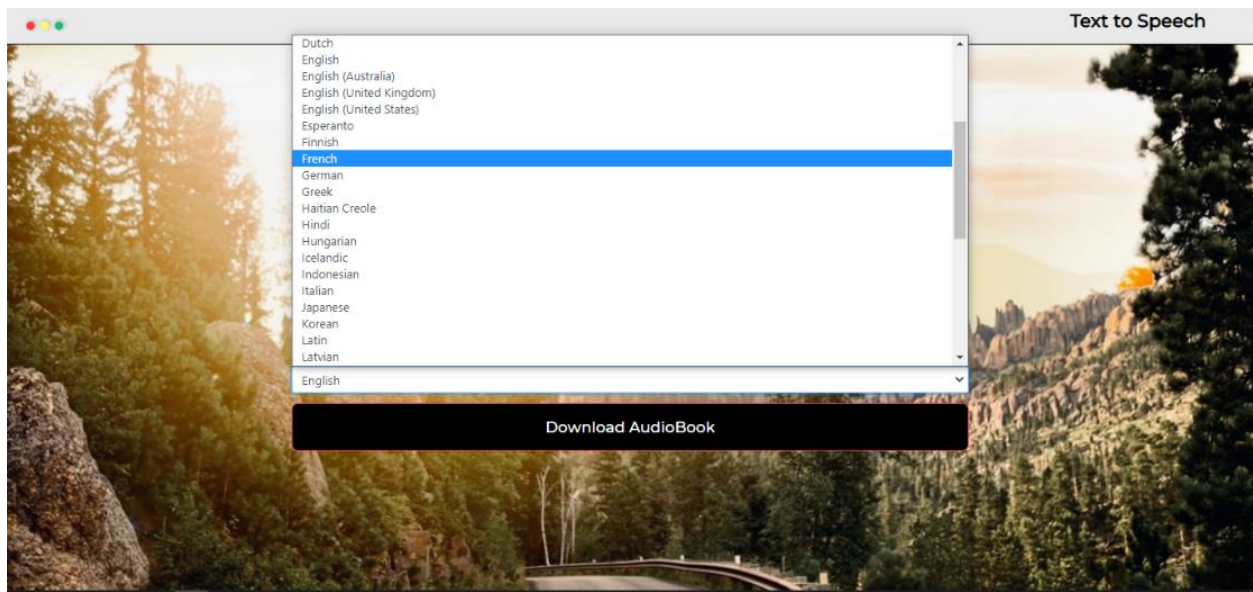 Text to Speech
Dutch
English
English (Australia)
English (United Kingdom)
English (United States)
Esperanto
Finnish
French
German
Greek
Haitian Creole
Hindi
Hungarian
Icelandic
Indonesian
Italian
Japanese
Korean
Latin
Latvian
English
Download AudioBook